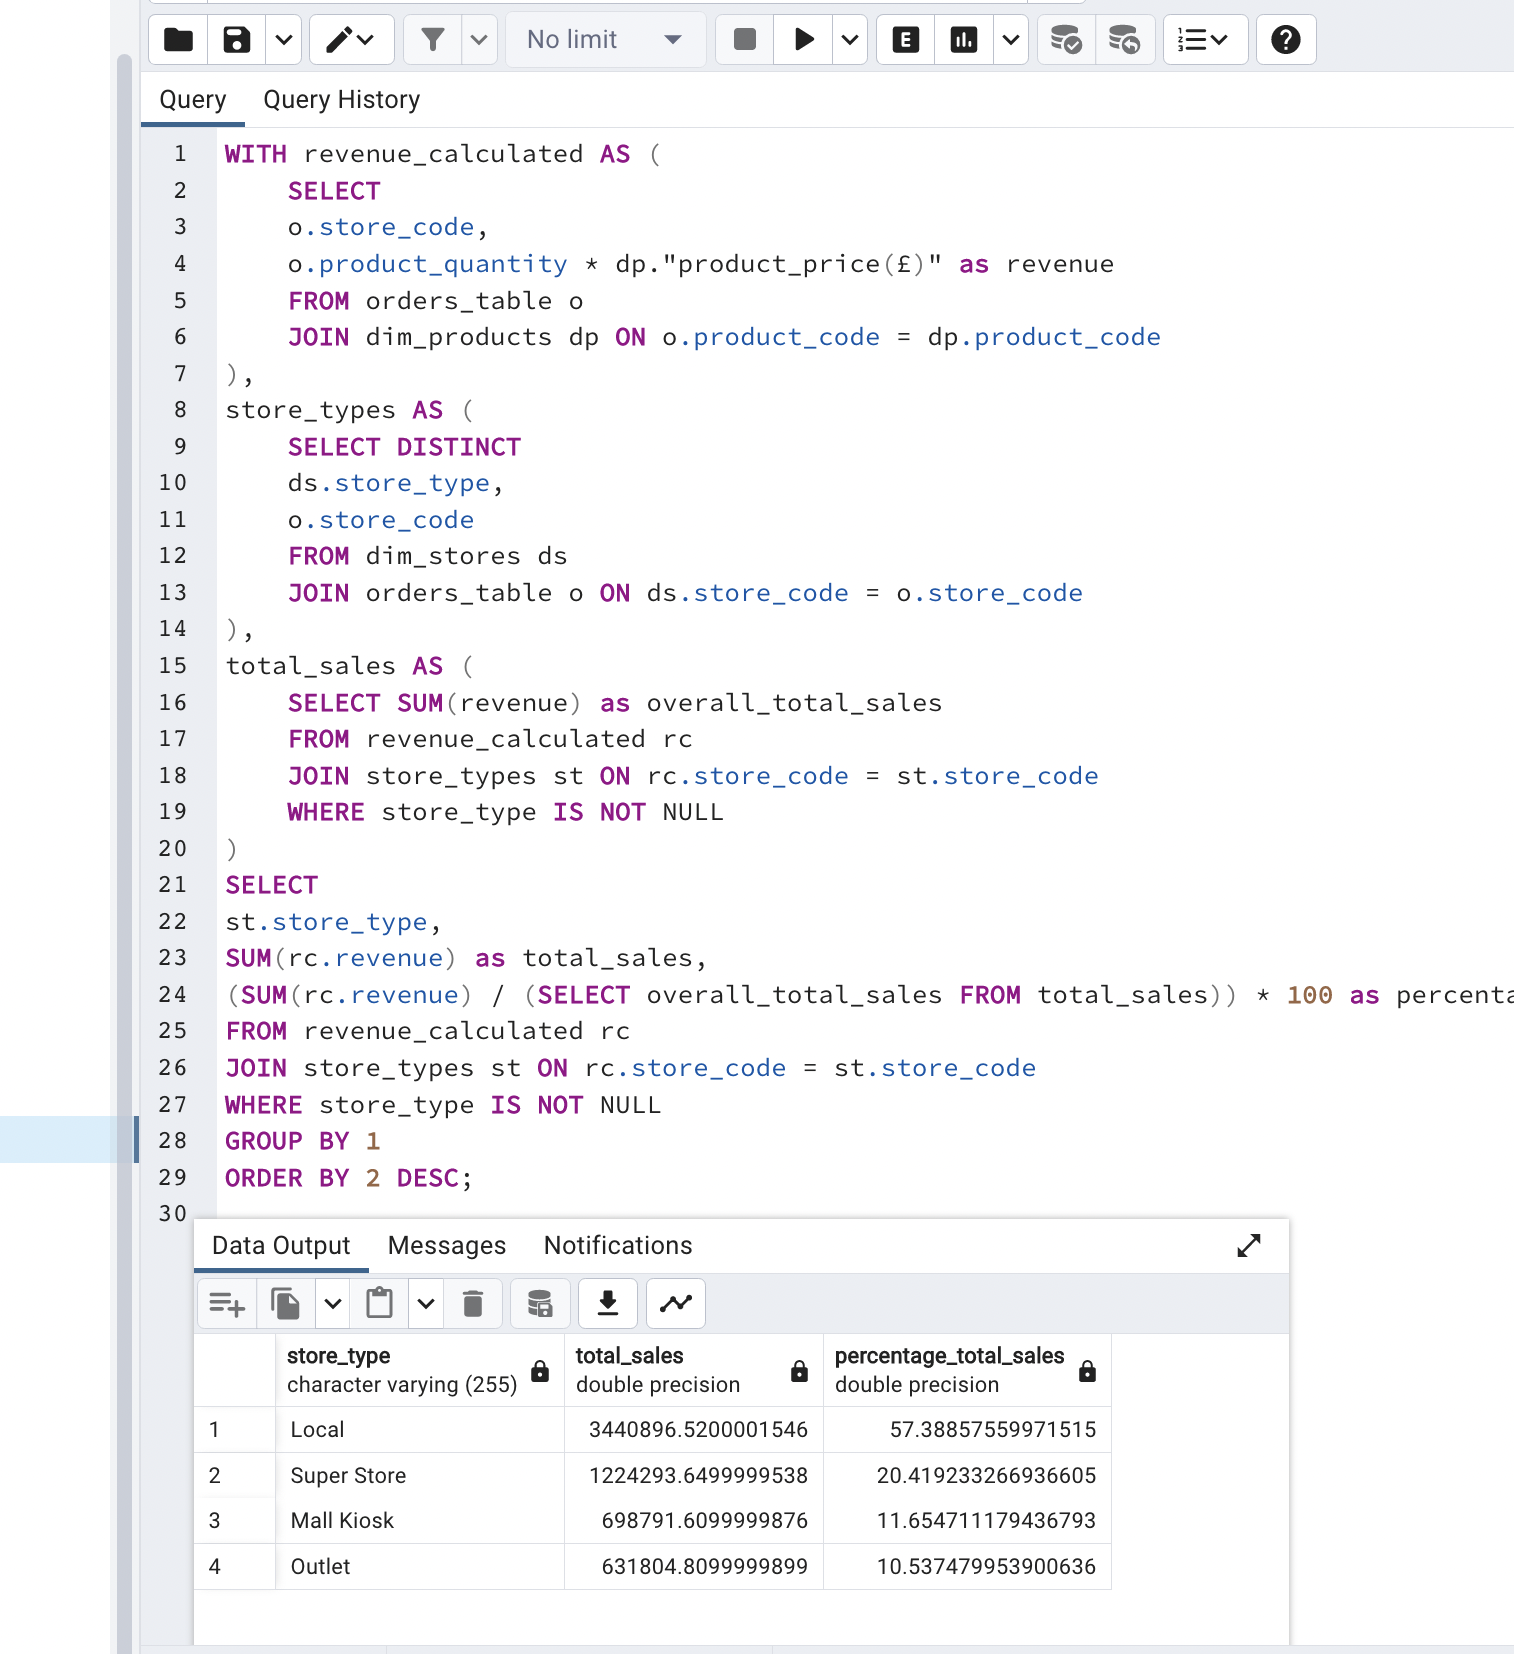 No limit
E
Query Query History
1 WITH revenue_calculated AS (
2 SELECT
3 o.store_code,
4 o.product_quantity * dp."product_price(£)" as revenue
5 FROM orders_table o
6 JOIN dim_products dp ON o.product_code = dp.product_code
7 ),
8 store_types AS (
9 SELECT DISTINCT
10 ds.store_type,
11 o.store_code
12 FROM dim_stores ds
13 JOIN orders_table o ON ds.store_code = o.store_code
14 ),
15 total_sales AS (
16 SELECT SUM(revenue) as overall_total_sales
17 FROM revenue_calculated rc
18 JOIN store_types st ON rc.store_code = st.store_code
19 WHERE store_type IS NOT NULL
20 )
21 SELECT
22 st.store_type,
23 SUM(rc.revenue) as total_sales,
24 (SUM(rc.revenue) / (SELECT overall_total_sales FROM total_sales)) * 100 as percenta
25 FROM revenue_calculated rc
26 JOIN store_types st ON rc.store_code = st.store_code
27 WHERE store_type IS NOT NULL
28 GROUP BY 1
29 ORDER BY 2 DESC;
30
Data Output Messages Notifications
store_type total_sales percentage_total_sales
character varying (255) double precision double precision
1 Local 3440896.5200001546 57.38857559971515
2 Super Store 1224293.6499999538 20.419233266936605
3 Mall Kiosk 698791.6099999876 11.654711179436793
4 Outlet 631804.8099999899 10.537479953900636